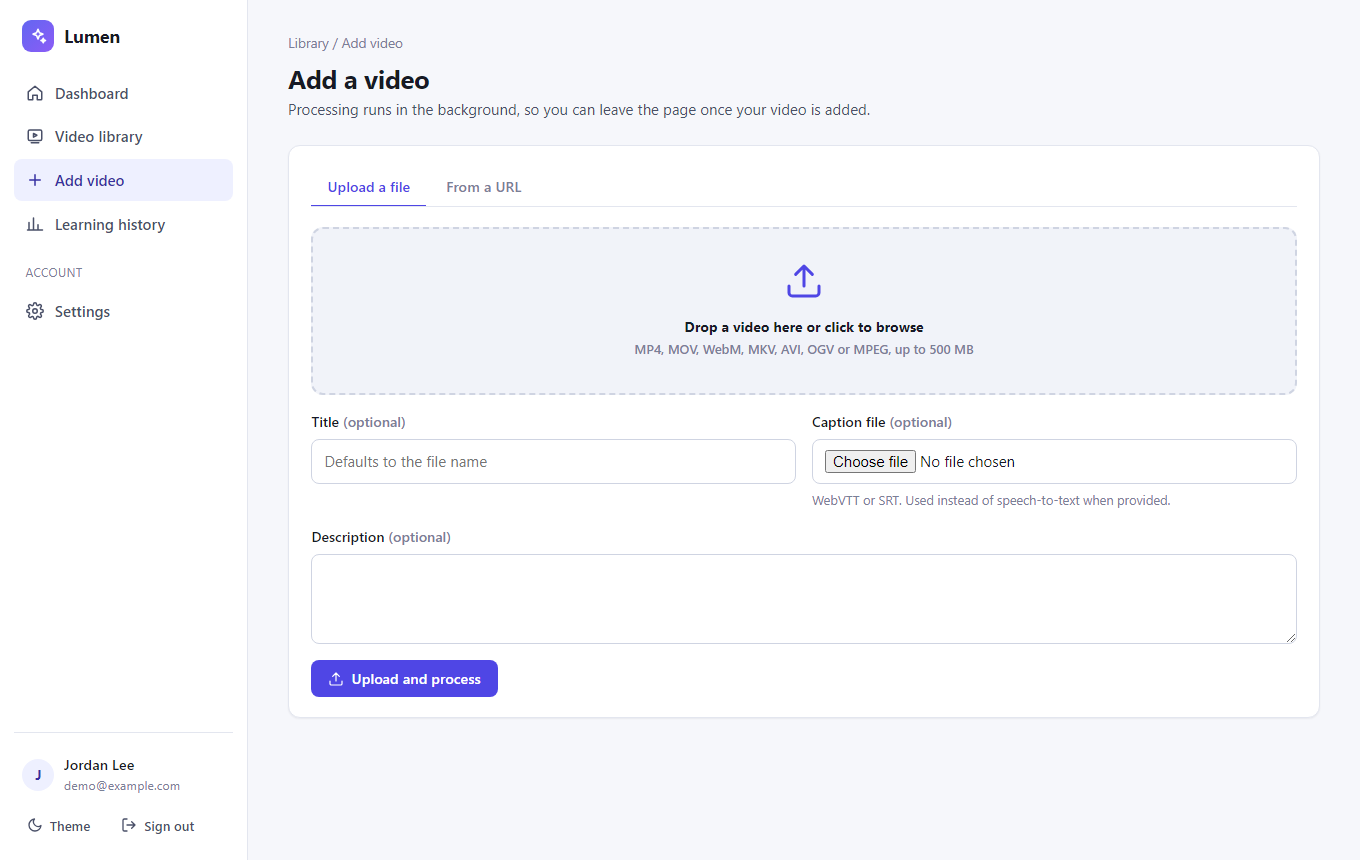 Lumen
Dashboard
Video library
Add video
Learning history
ACCOUNT
Settings
Jordan Lee
J
demo@example.com
Theme
Sign out
Library / Add video
Add a video
Processing runs in the background, so you can leave the page once your video is added.
Upload a file
From a URL
Drop a video here or click to browse
MP4, MOV, WebM, MKV, AVI, OGV or MPEG, up to 500 MB
Title (optional)
Defaults to the file name
Caption file (optional)
Choose file No file chosen
WebVTT or SRT. Used instead of speech-to-text when provided.
Description (optional)
Upload and process